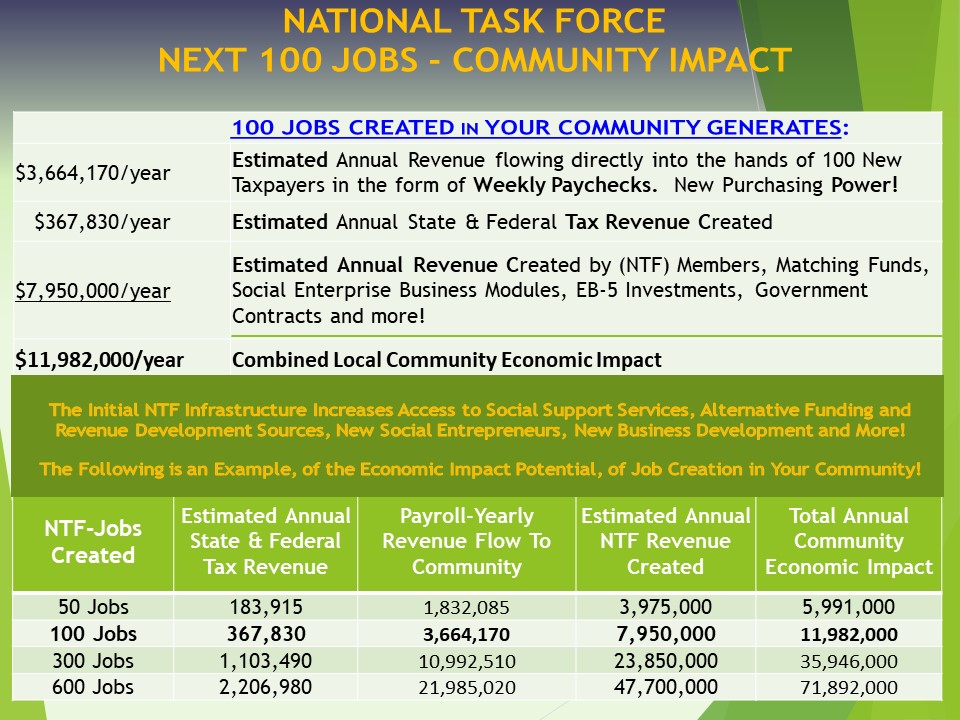 NATIONAL TASK FORCE
NEXT 100 JOBS - COMMUNITY IMPACT
100 JOBS CREATED IN YOUR COMMUNITY GENERATES:
$3,664,170/year
Estimated Annual Revenue flowing directly into the hands of 100 New
Taxpayers in the form of Weekly Paychecks. New Purchasing Power!
$367,830/year
Estimated Annual State & Federal Tax Revenue Created
$7,950,000/year
Estimated Annual Revenue Created by (NTF) Members, Matching Funds,
Social Enterprise Business Modules, EB-5 Investments, Government
Contracts and more!
$11,982,000/year
Combined Local Community Economic Impact
The Initial NTF Infrastructure Increases Access to Social Support Services, Alternative Funding and
Revenue Development Sources, New Social Entrepreneurs, New Business Development and More!
The Following is an Example, of the Economic Impact Potential, of Job Creation in Your Community!
NTF-Jobs
Created
Estimated Annual
State & Federal
Tax Revenue
Payroll-Yearly
Revenue Flow To
Community
Estimated Annual
NTF Revenue
Created
Total Annual
Community
Economic Impact
50 Jobs 183,915 1,832,085 3,975,000 5,991,000
100 Jobs 367,830 3,664,170 7,950,000 11,982,000
300 Jobs 1,103,490 10,992,510 23,850,000 35,946,000
600 Jobs 2,206,980 21,985,020 47,700,000 71,892,000